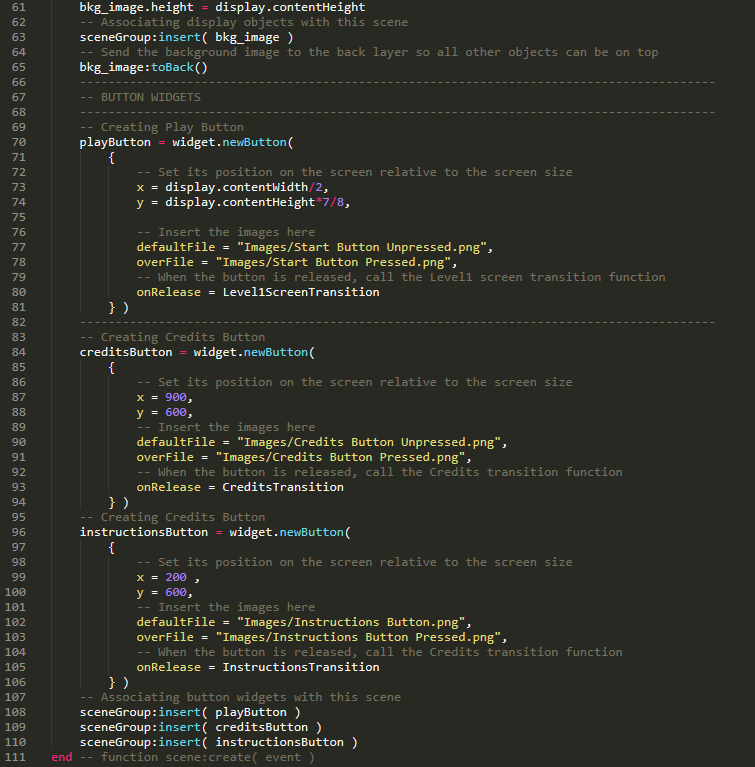 61 bkg_image.height = display.contentHeight
62 -- Associating display objects with this scene
63 sceneGroup:insert( bkg_image )
64 -- Send the background image to the back layer so all other objects can be on top
65 bkg_image:toBack()
66 -----------------------------------------------------------------------------------------
67 -- BUTTON WIDGETS
68 -----------------------------------------------------------------------------------------
69 -- Creating Play Button
70 playButton = widget.newButton(
71 {
72 -- Set its position on the screen relative to the screen size
73 x = display.contentWidth/2,
74 y = display.contentHeight*7/8,
75
76 -- Insert the images here
77 defaultFile = "Images/Start Button Unpressed.png",
78 overFile = "Images/Start Button Pressed.png",
79 -- When the button is released, call the Level1 screen transition function
80 onRelease = Level1ScreenTransition
81 } )
82 -----------------------------------------------------------------------------------------
83 -- Creating Credits Button
84 creditsButton = widget.newButton(
85 {
86 -- Set its position on the screen relative to the screen size
87 x = 900,
88 y = 600,
89 -- Insert the images here
90 defaultFile = "Images/Credits Button Unpressed.png",
91 overFile = "Images/Credits Button Pressed.png",
92 -- When the button is released, call the Credits transition function
93 onRelease = CreditsTransition
94 } )
95 -- Creating Credits Button
96 instructionsButton = widget.newButton(
97 {
98 -- Set its position on the screen relative to the screen size
99 x = 200 ,
100 y = 600,
101 -- Insert the images here
102 defaultFile = "Images/Instructions Button.png",
103 overFile = "Images/Instructions Button Pressed.png",
104 -- When the button is released, call the Credits transition function
105 onRelease = InstructionsTransition
106 } )
107 -- Associating button widgets with this scene
108 sceneGroup:insert( playButton )
109 sceneGroup:insert( creditsButton )
110 sceneGroup:insert( instructionsButton )
111 end -- function scene:create( event )